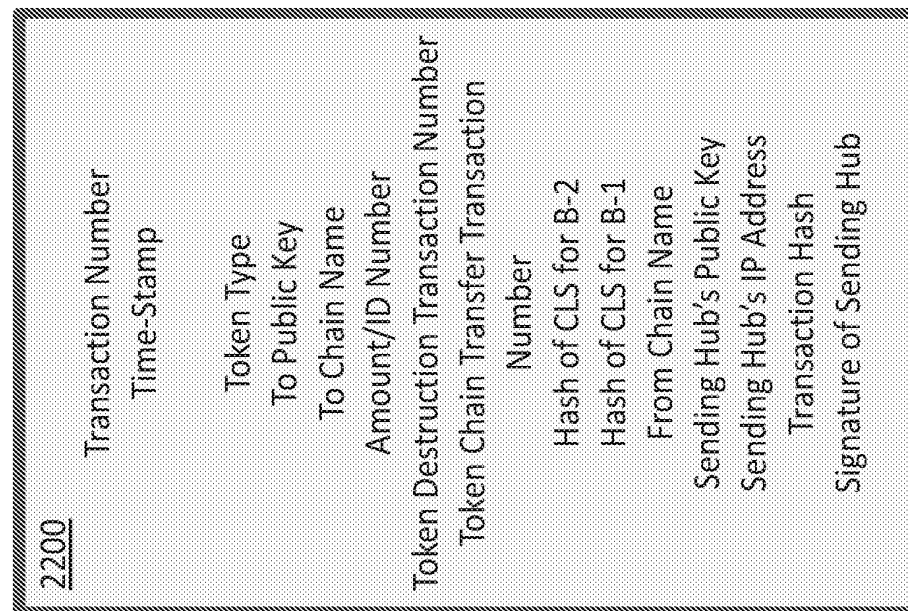 2200
Transaction Number
Time-Stamp
Token Type
To Public Key
To Chain Name
Amount/ID Number
Token Destruction Transaction Number
Token Chain Transfer Transaction
Number
Hash of CLS for B-2
Hash of CLS for B-1
From Chain Name
Sending Hub's Public Key
Sending Hub's IP Address
Transaction Hash
Signature of Sending Hub